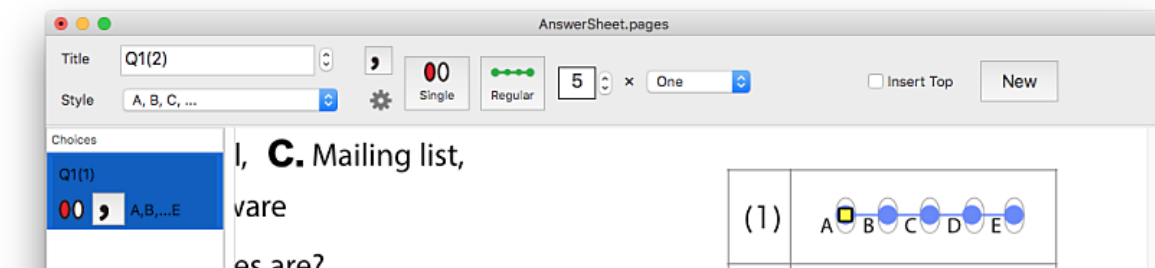 AnswerSheet.pages
Title Q1(2) , Single Regular 5 × One Insert Top New
Style A, B, C, ...
Choices
Q1(1)
, A,B,...E
l, C. Mailing list,
ware
es are?
(1) A B C D E